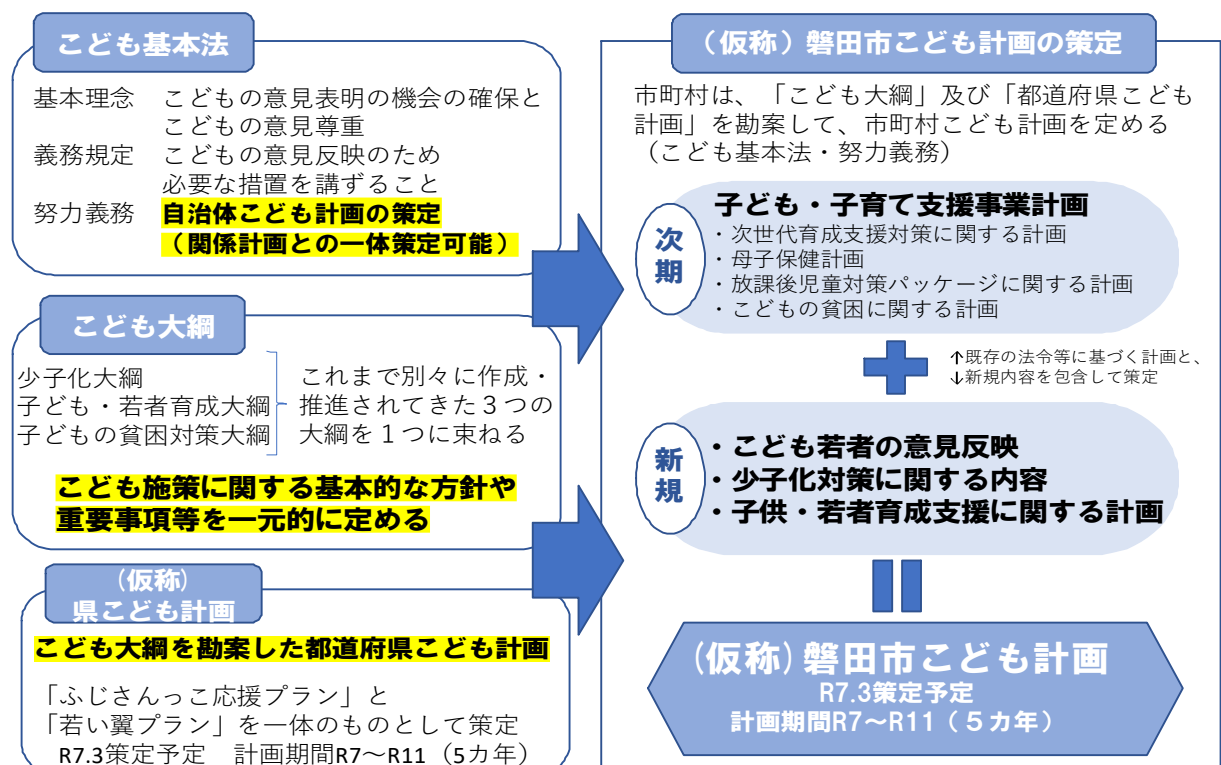 こども基本法
基本理念　こどもの意見表明の機会の確保と
こどもの意見尊重
義務規定　こどもの意見反映のため
必要な措置を講ずること
努力義務　自治体こども計画の策定
（関係計画との一体策定可能）
こども大綱
少子化大綱
子ども・若者育成大綱
子どもの貧困対策大綱
これまで別々に作成・
推進されてきた３つの
大綱を１つに束ねる
こども施策に関する基本的な方針や
重要事項等を一元的に定める
(仮称)
県こども計画
こども大綱を勘案した都道府県こども計画
「ふじさんっこ応援プラン」と
「若い翼プラン」を一体のものとして策定
R7.3策定予定　計画期間R7～R11（5カ年）
（仮称）磐田市こども計画の策定
市町村は、「こども大綱」及び「都道府県こども
計画」を勘案して、市町村こども計画を定める
（こども基本法・努力義務）
次期
子ども・子育て支援事業計画
・次世代育成支援対策に関する計画
・母子保健計画
・放課後児童対策パッケージに関する計画
・こどもの貧困に関する計画
↑既存の法令等に基づく計画と、
↓新規内容を包含して策定
新規
・こども若者の意見反映
・少子化対策に関する内容
・子供・若者育成支援に関する計画
(仮称)磐田市こども計画
R7.3策定予定
計画期間R7～R11（５カ年）